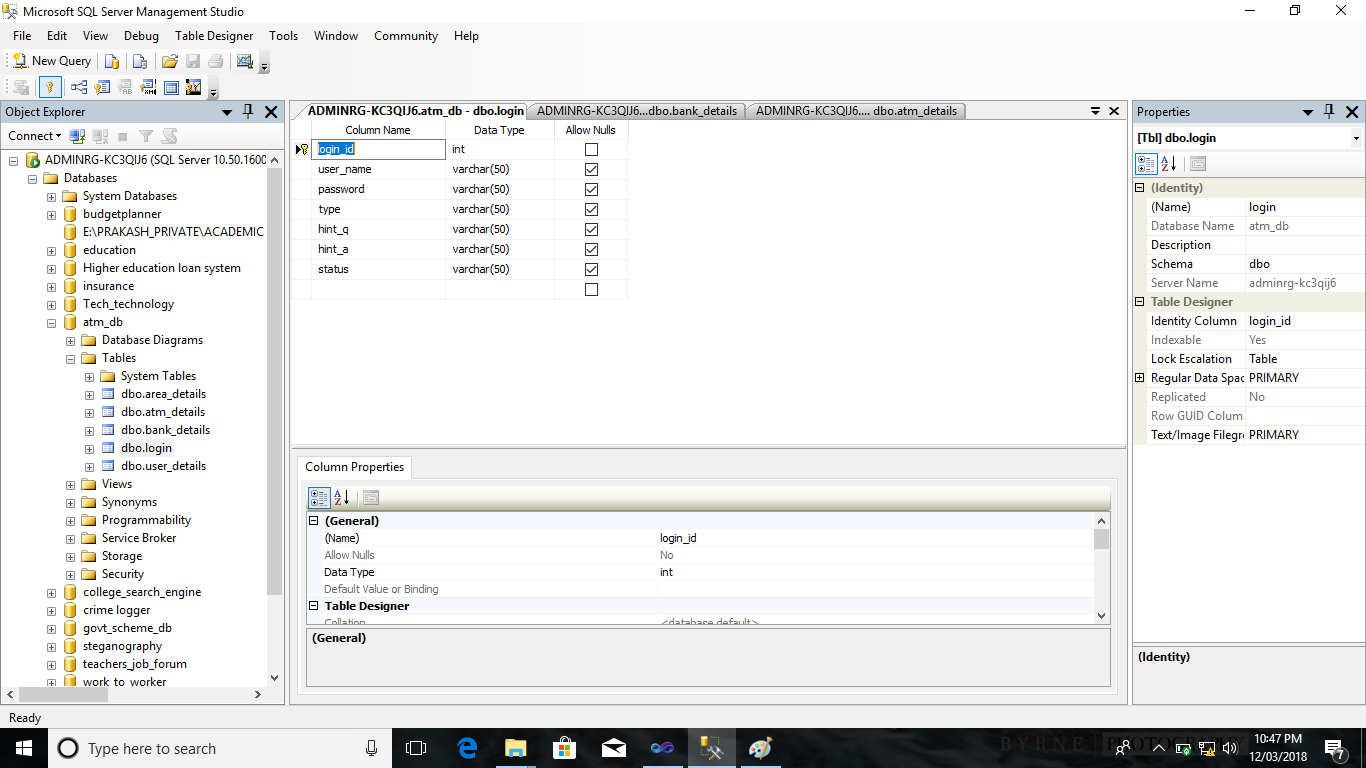 Microsoft SQL Server Management Studio
File Edit View Debug Table Designer Tools Window Community Help
New Query
Object Explorer
Connect
ADMINRG-KC3QIJ6 (SQL Server 10.50.1600
Databases
System Databases
budgetplanner
E:\PRAKASH_PRIVATE\ACADEMIC
education
Higher education loan system
insurance
Tech_technology
atm_db
Database Diagrams
Tables
System Tables
dbo.area_details
dbo.atm_details
dbo.bank_details
dbo.login
dbo.user_details
Views
Synonyms
Programmability
Service Broker
Storage
Security
college_search_engine
crime logger
govt_scheme_db
steganography
teachers_job_forum
work_to_worker
ADMINRG-KC3QIJ6.atm_db - dbo.login ADMINRG-KC3QIJ6...dbo.bank_details ADMINRG-KC3QIJ6.... dbo.atm_details
Column Name Data Type Allow Nulls
login_id int
user_name varchar(50)
password varchar(50)
type varchar(50)
hint_q varchar(50)
hint_a varchar(50)
status varchar(50)
Column Properties
(General)
(Name) login_id
Allow Nulls No
Data Type int
Default Value or Binding
Table Designer
Collation <database default>
(General)
Properties
[Tbl] dbo.login
(Identity)
(Name) login
Database Name atm_db
Description
Schema dbo
Server Name adminrg-kc3qij6
Table Designer
Identity Column login_id
Indexable Yes
Lock Escalation Table
Regular Data Spac PRIMARY
Replicated No
Row GUID Colum
Text/Image Filegr PRIMARY
(Identity)
Ready
Type here to search
BYRNE PHOTOGRAPHY
10:47 PM
12/03/2018
7